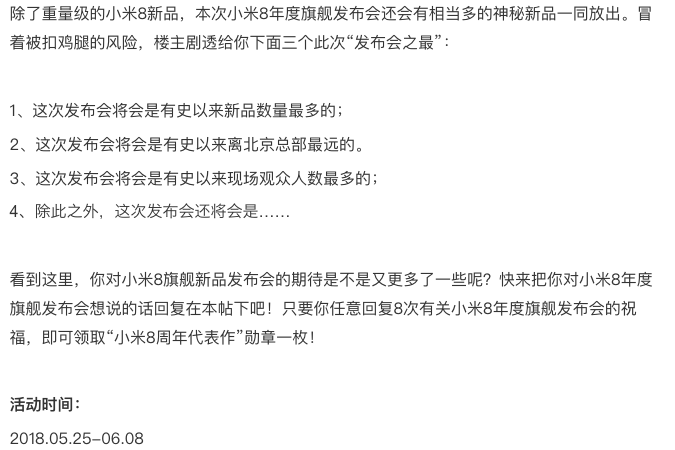 除了重量级的小米8新品，本次小米8年度旗舰发布会还会有相当多的神秘新品一同放出。冒
着被扣鸡腿的风险，楼主剧透给你下面三个此次“发布会之最”：
1、这次发布会将会是有史以来新品数量最多的；
2、这次发布会将会是有史以来离北京总部最远的。
3、这次发布会将会是有史以来现场观众人数最多的；
4、除此之外，这次发布会还将会是……
看到这里，你对小米8旗舰新品发布会的期待是不是又更多了一些呢？快来把你对小米8年度
旗舰发布会想说的话回复在本帖下吧！只要你任意回复8次有关小米8年度旗舰发布会的祝
福，即可领取“小米8周年代表作”勋章一枚！
活动时间：
2018.05.25-06.08